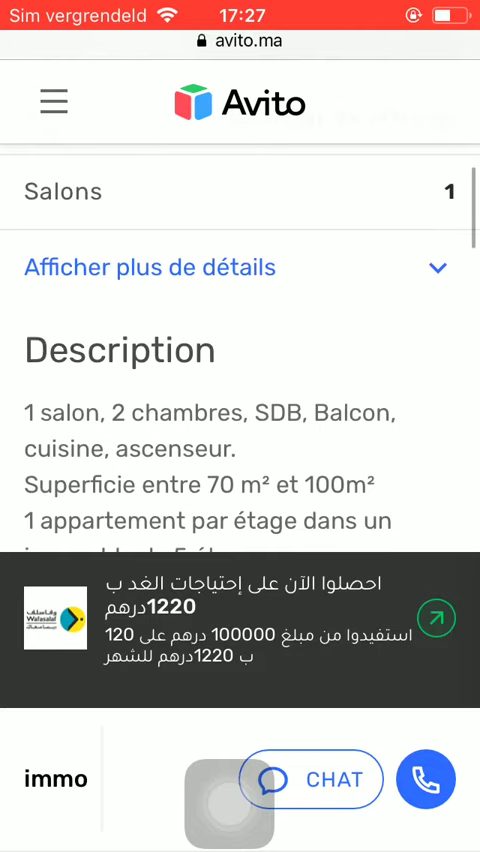 Sim vergrendeld 17:27
avito.ma
Avito
Salons 1
Afficher plus de détails
Description
1 salon, 2 chambres, SDB, Balcon,
cuisine, ascenseur.
Superficie entre 70 m² et 100m²
1 appartement par étage dans un
احصلوا الآن على إحتياجات الغد ب
1220درهم
استفيدوا من مبلغ 100000 درهم على 120
ب 1220درهم للشهر
وفاسلف
Wafasalaf
immo
CHAT